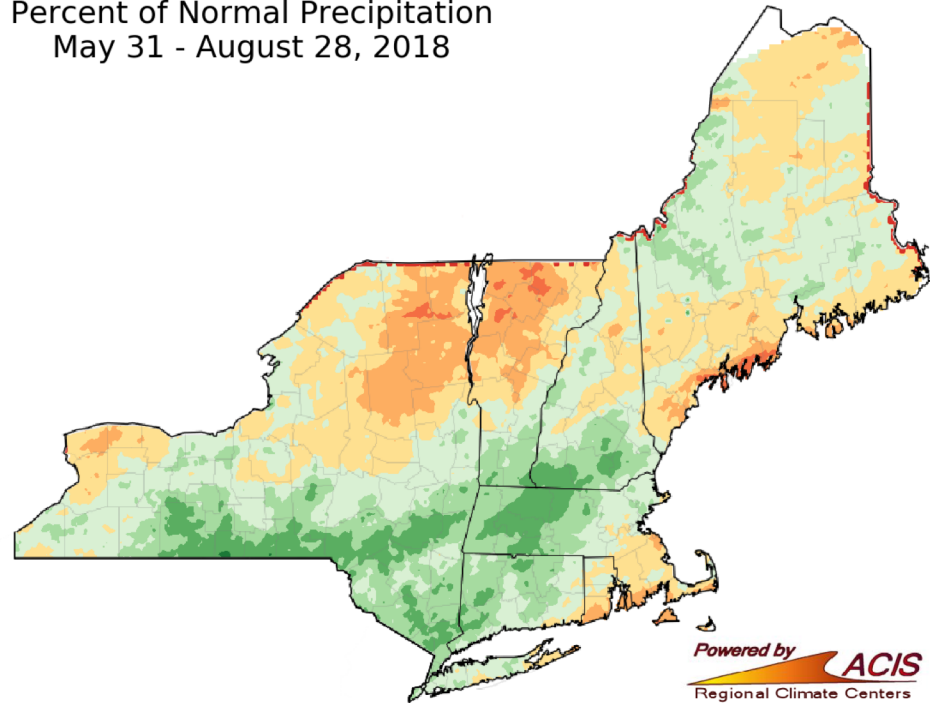 Percent of Normal Precipitation
May 31 - August 28, 2018
Powered by
ACIS
Regional Climate Centers